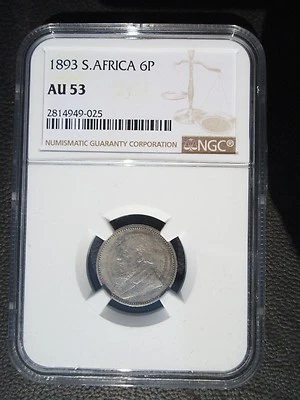 1893 S.AFRICA 6P
AU 53
2814949-025
NUMISMATIC GUARANTY CORPORATION
NGC®